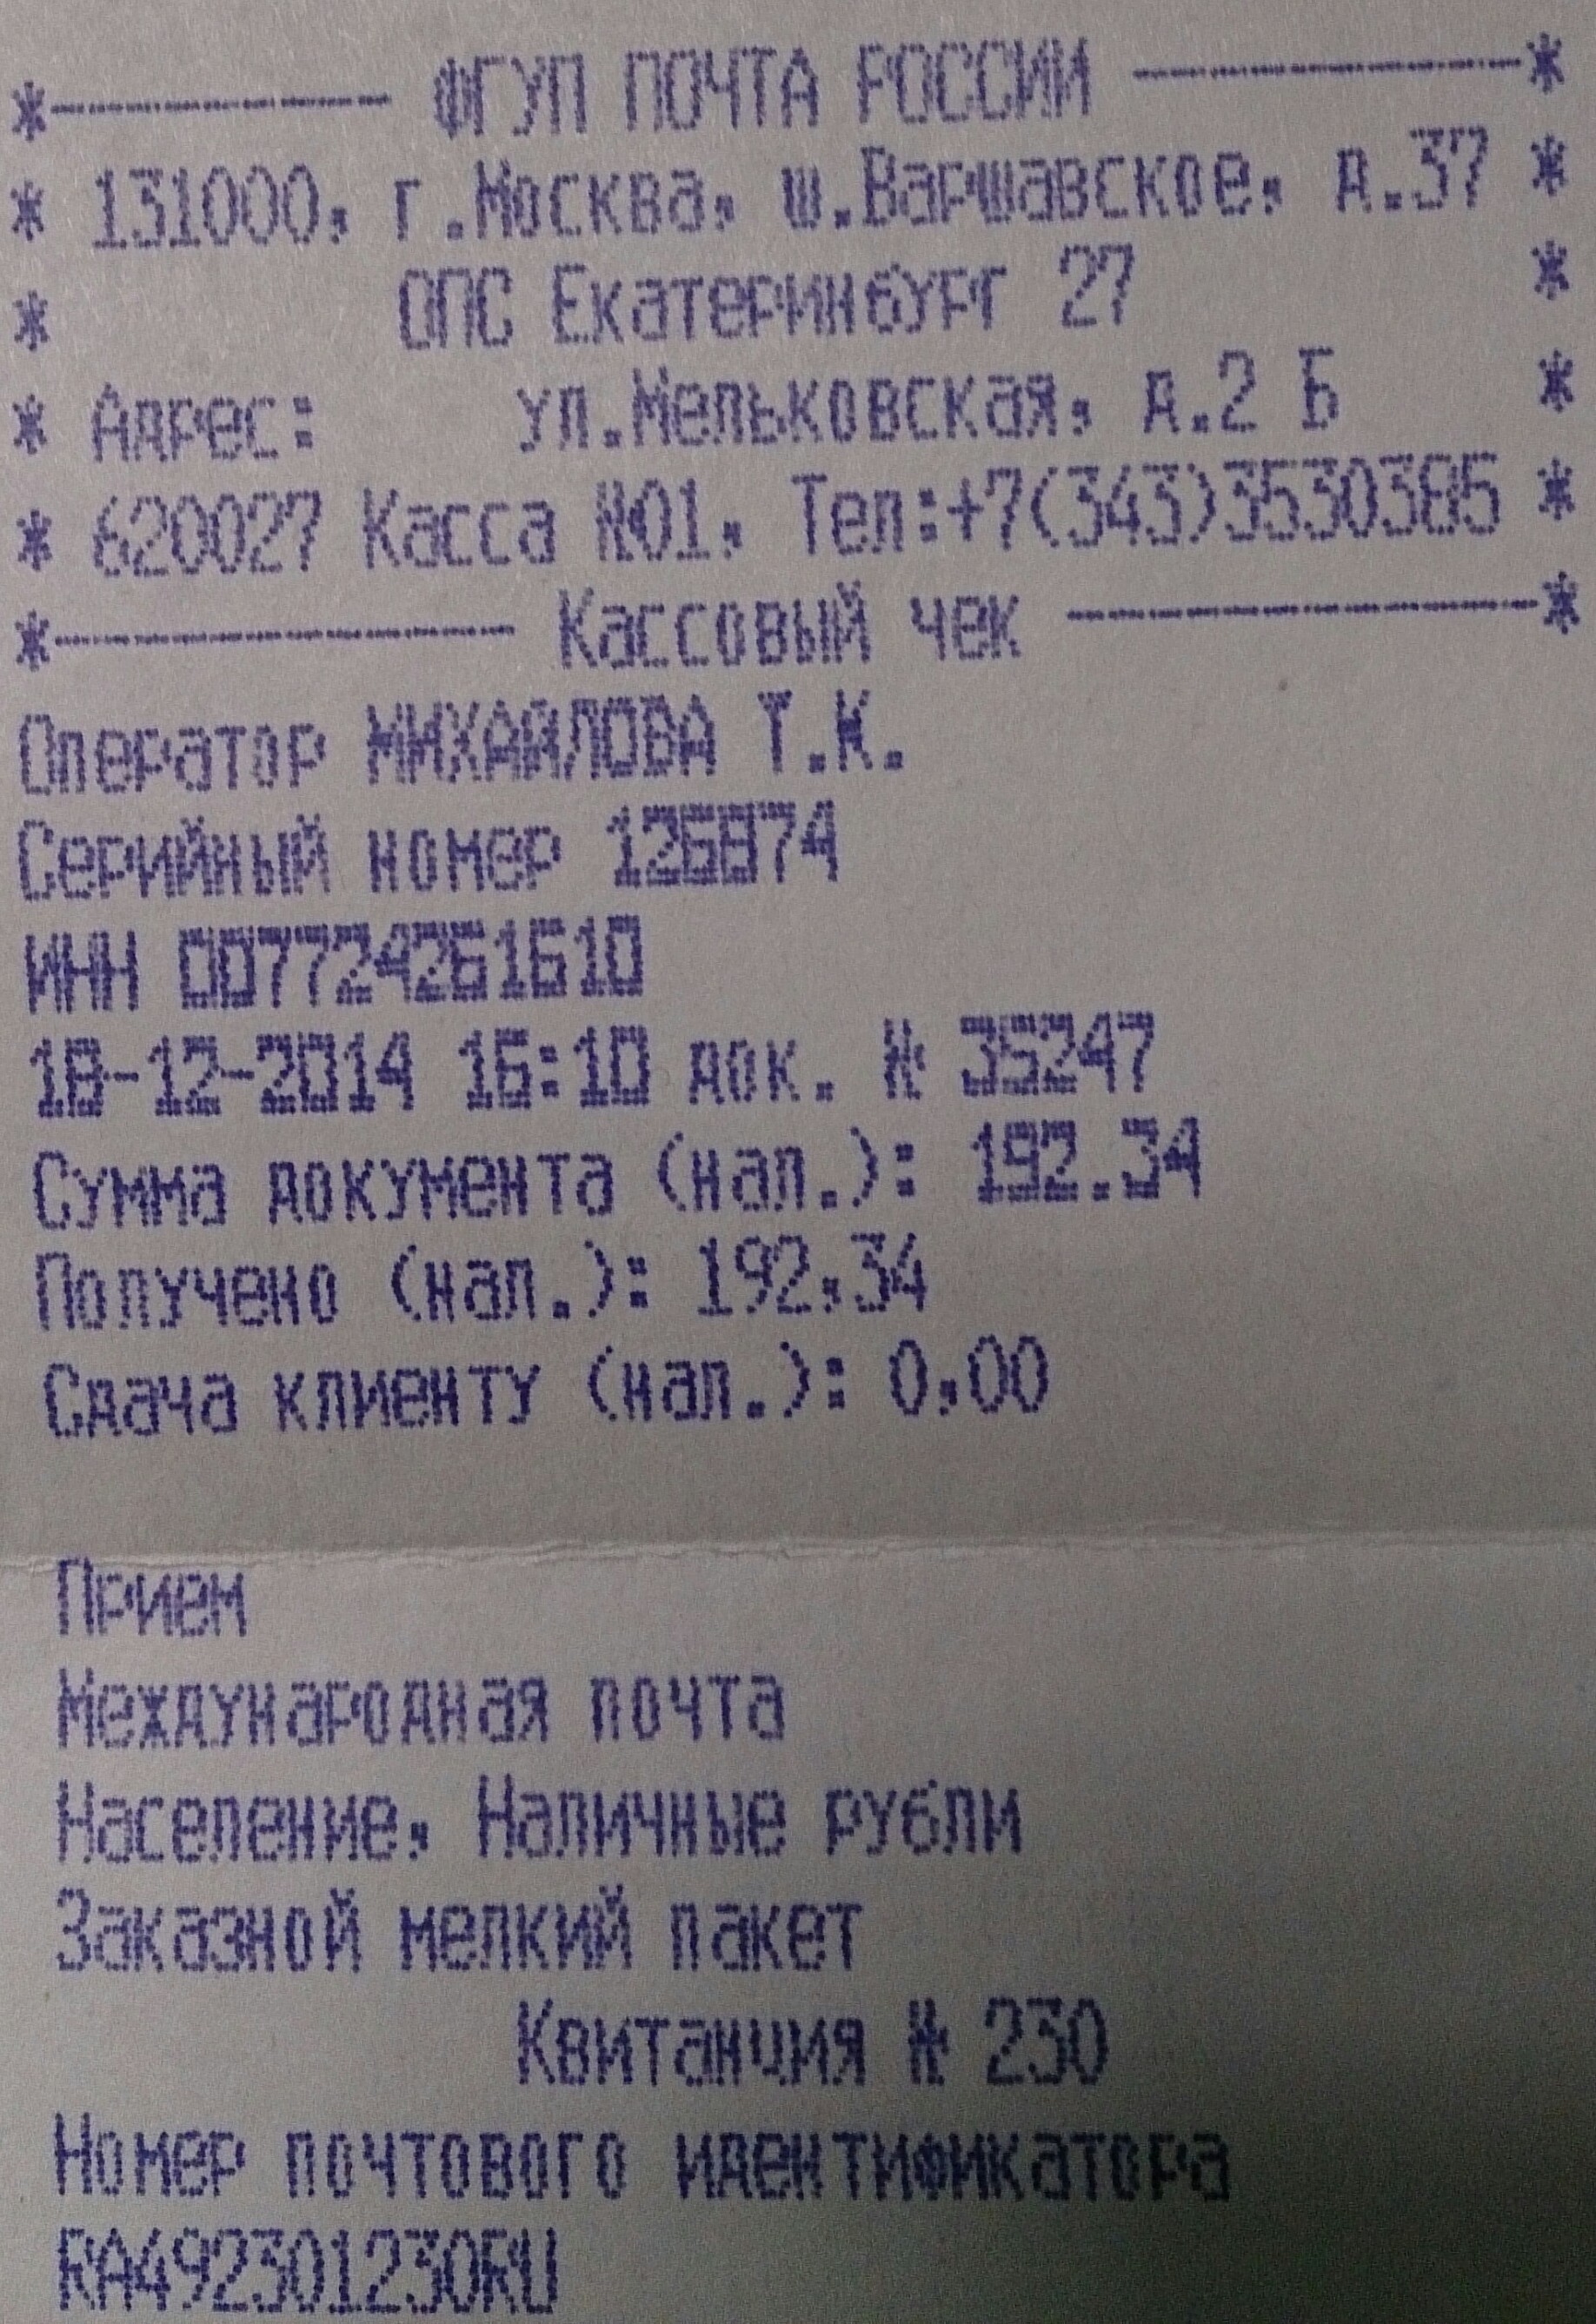 *---------- ФГУП ПОЧТА РОССИИ ----------*
* 131000, г.Москва, ш.Варшавское, д.37 *
* ОПС Екатеринбург 27 *
* Адрес: ул.Мельковская, д.2 Б *
* 620027 Касса №01, Тел:+7(343)3530385 *
*------------ Кассовый чек ------------*
Оператор МИХАЙЛОВА Т.К.
Серийный номер 126874
ИНН 007724261610
18-12-2014 16:10 док. № 35247
Сумма документа (нал.): 192.34
Получено (нал.): 192,34
Сдача клиенту (нал.): 0,00
Прием
Международная почта
Население, Наличные рубли
Заказной мелкий пакет
Квитанция № 230
Номер почтового идентификатора
RA492301230RU